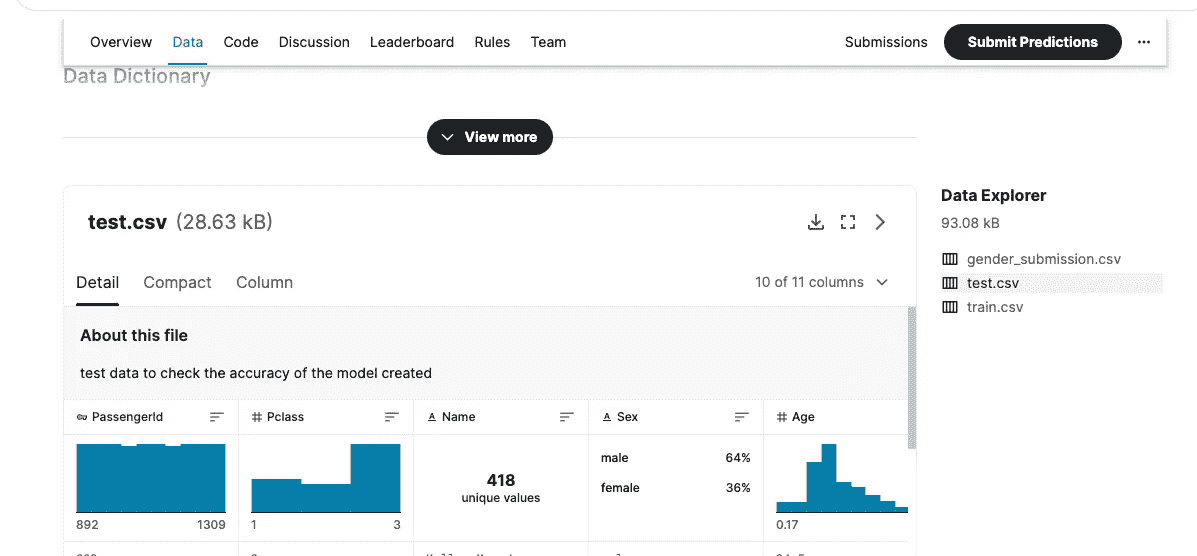 Overview Data Code Discussion Leaderboard Rules Team Submissions Submit Predictions
Data Dictionary
View more
test.csv (28.63 kB)
Detail Compact Column 10 of 11 columns
About this file
test data to check the accuracy of the model created
PassengerId # Pclass A Name A Sex # Age
male 64%
418
female 36%
unique values
892 1309 1 3 0.17
Data Explorer
93.08 kB
gender_submission.csv
test.csv
train.csv